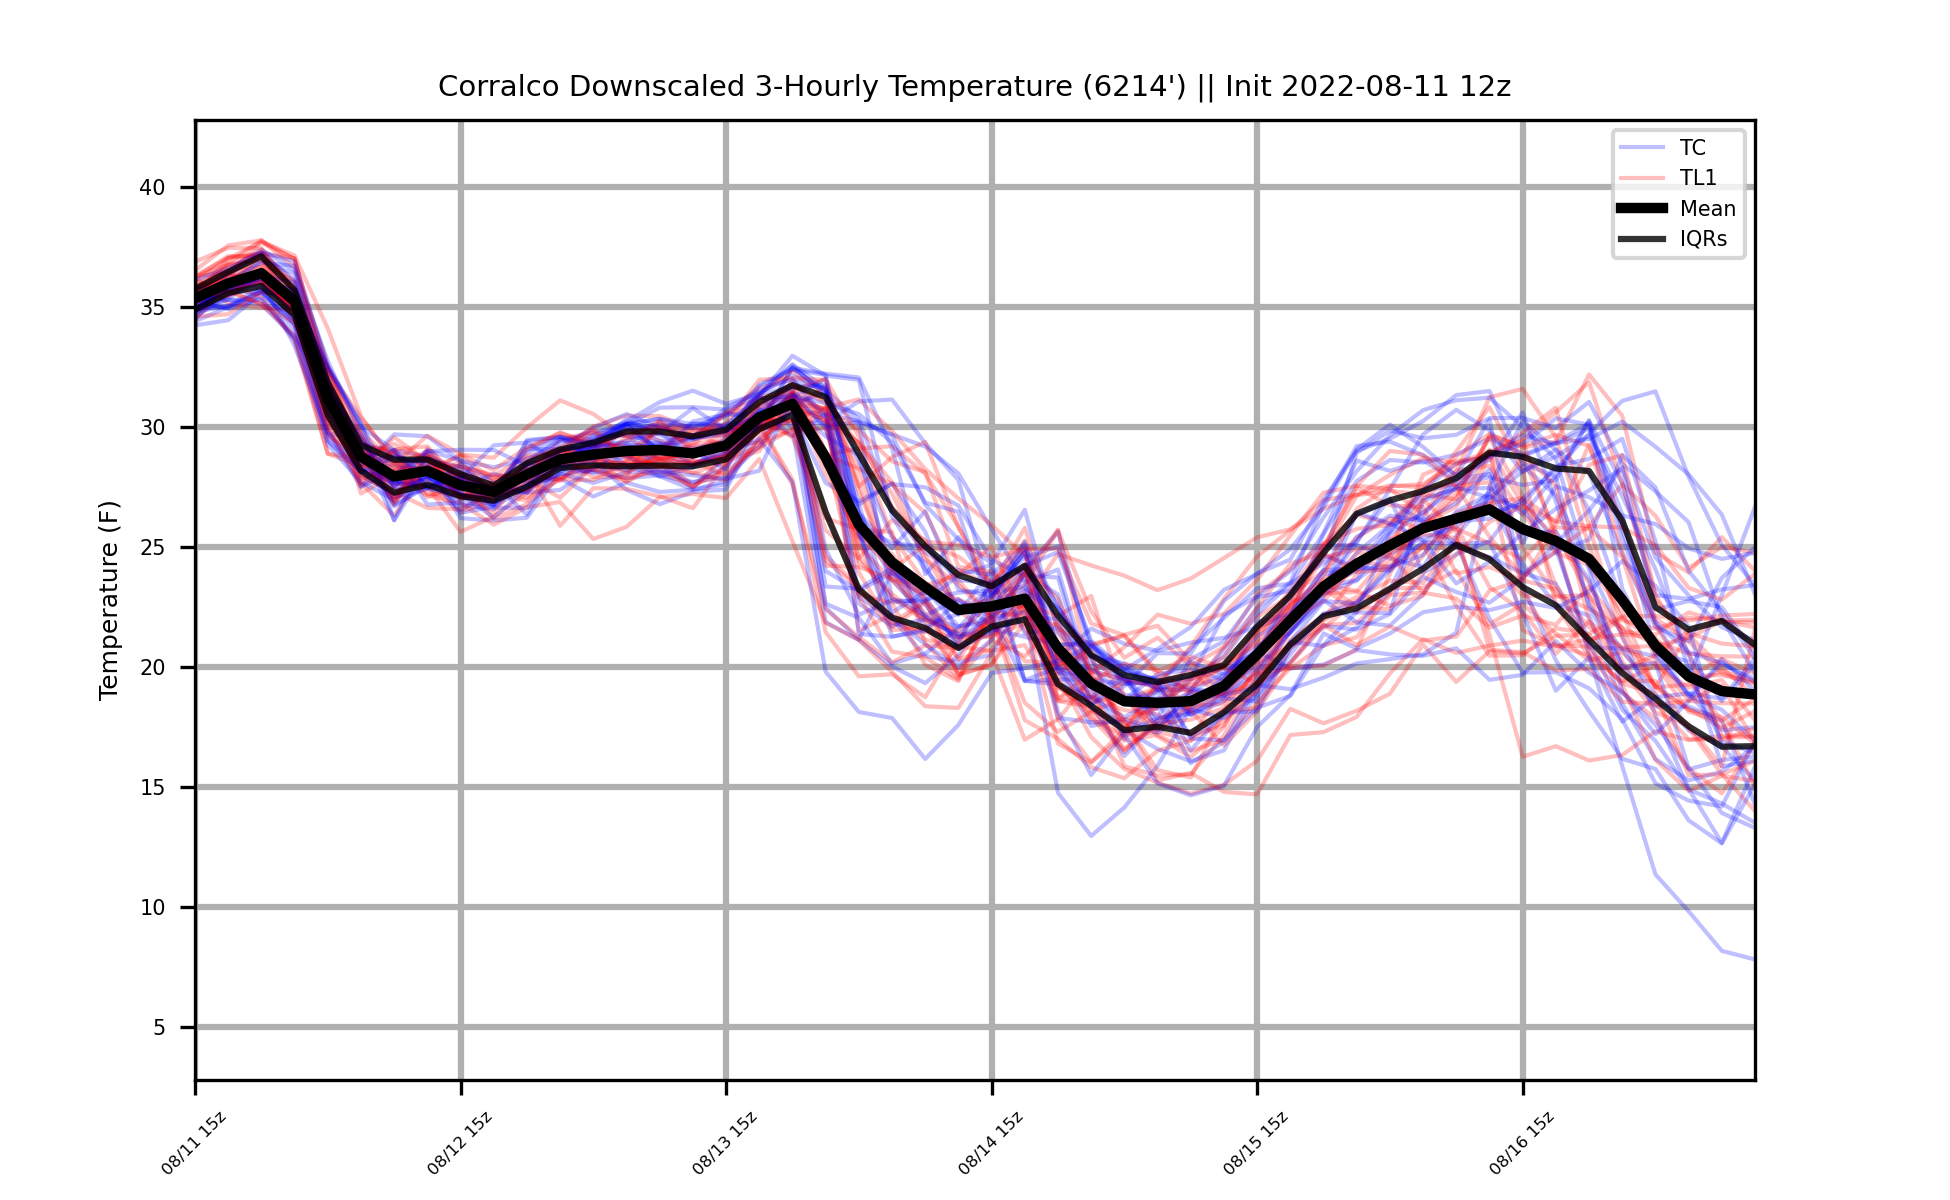 Corralco Downscaled 3-Hourly Temperature (6214') || Init 2022-08-11 12z
TC
TL1
Mean
IQRs
Temperature (F)
40
35
30
25
20
15
10
5
08/11 15z
08/12 15z
08/13 15z
08/14 15z
08/15 15z
08/16 15z